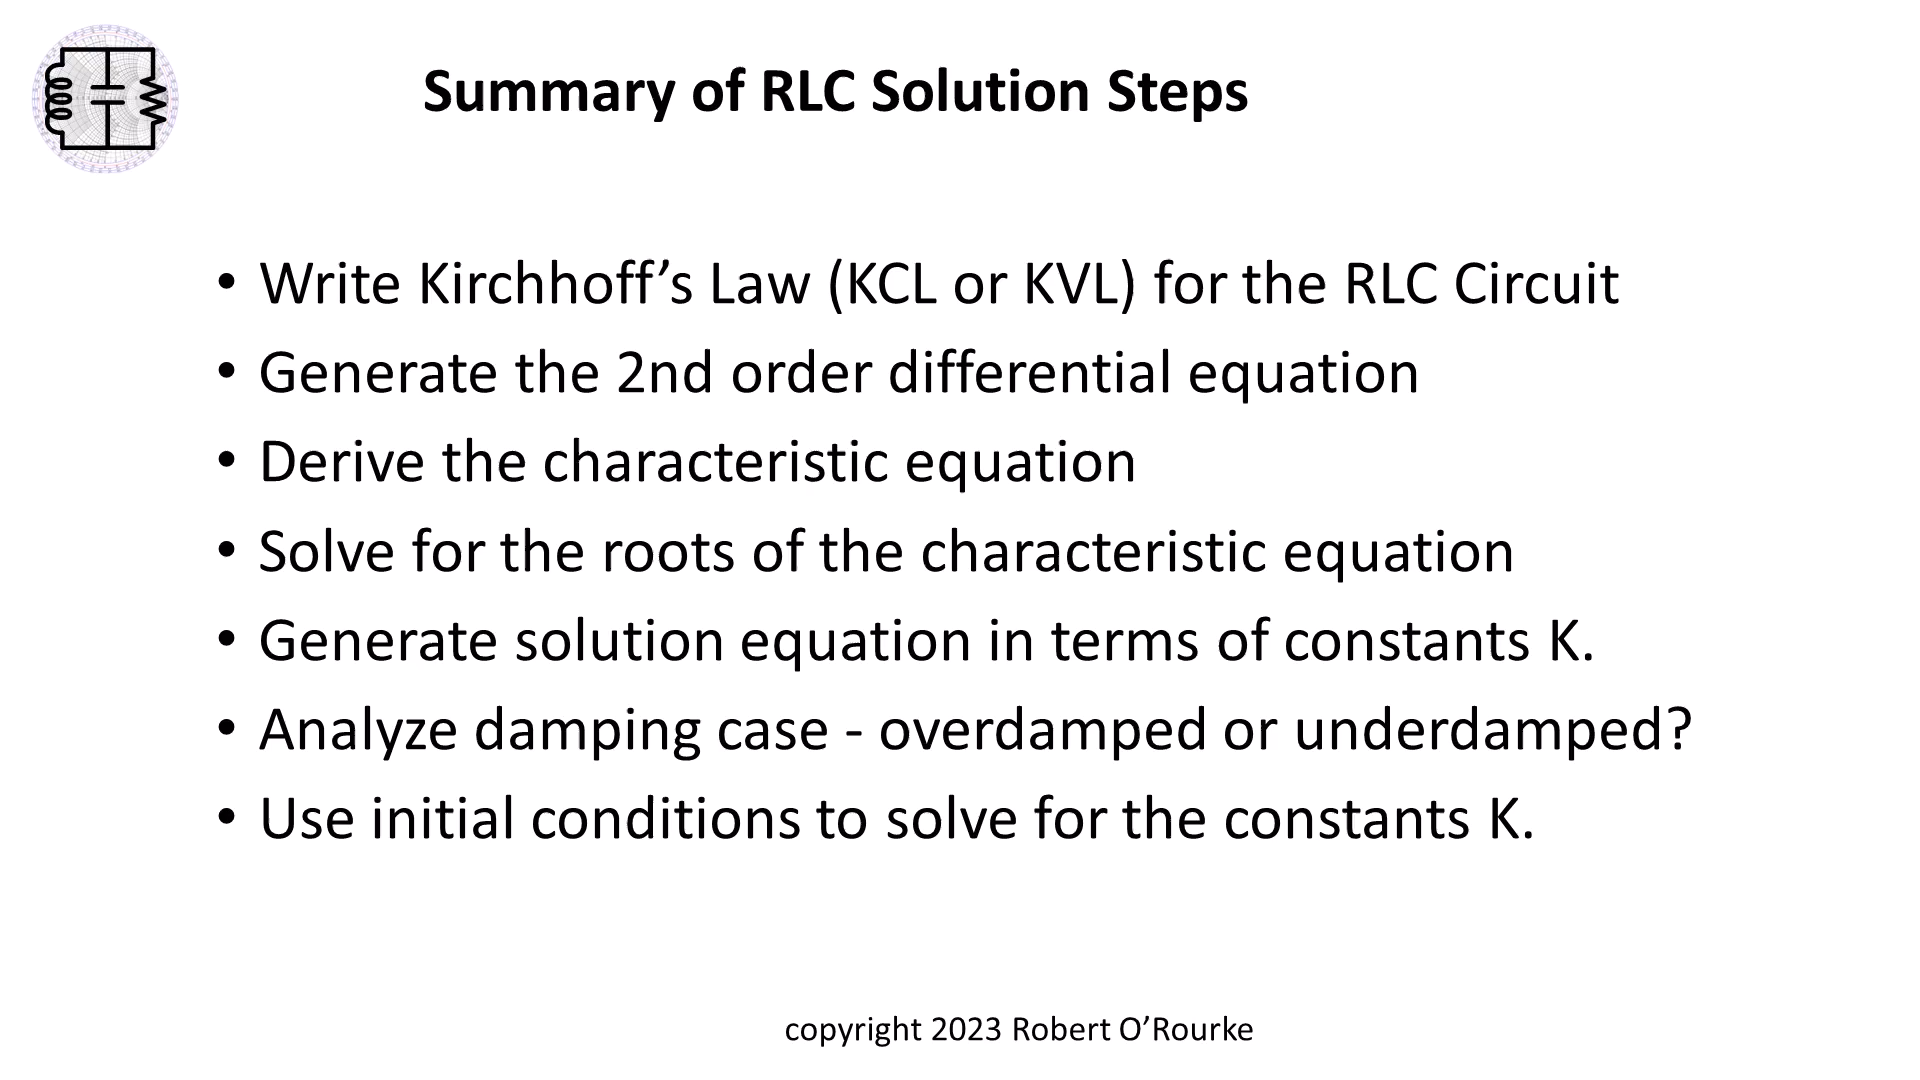 Summary of RLC Solution Steps
• Write Kirchhoff’s Law (KCL or KVL) for the RLC Circuit
• Generate the 2nd order differential equation
• Derive the characteristic equation
• Solve for the roots of the characteristic equation
• Generate solution equation in terms of constants K.
• Analyze damping case - overdamped or underdamped?
• Use initial conditions to solve for the constants K.
copyright 2023 Robert O’Rourke